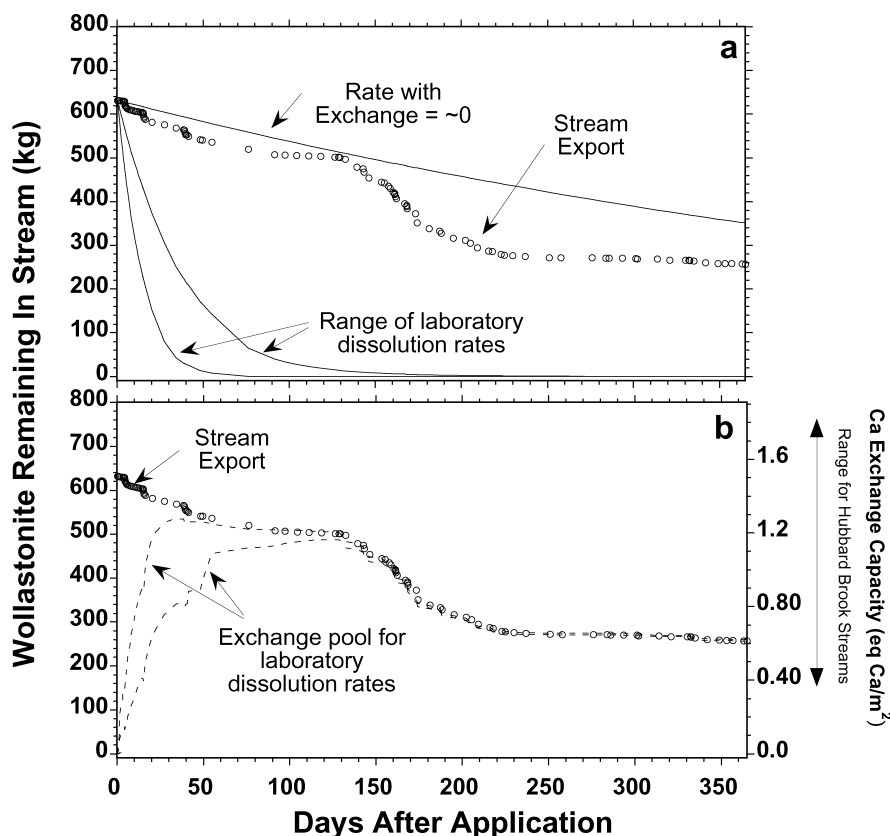 800
700
600
500
400
300
200
100
0
a
Rate with
Exchange = ~0
Stream
Export
Range of laboratory
dissolution rates
Wollastonite Remaining In Stream (kg)
800
700
600
500
400
300
200
100
0
b
Stream
Export
Exchange pool for
laboratory
dissolution rates
1.6
1.2
0.80
0.40
0.0
Range for Hubbard Brook Streams
Ca Exchange Capacity (eq Ca/m2)
0 50 100 150 200 250 300 350
Days After Application